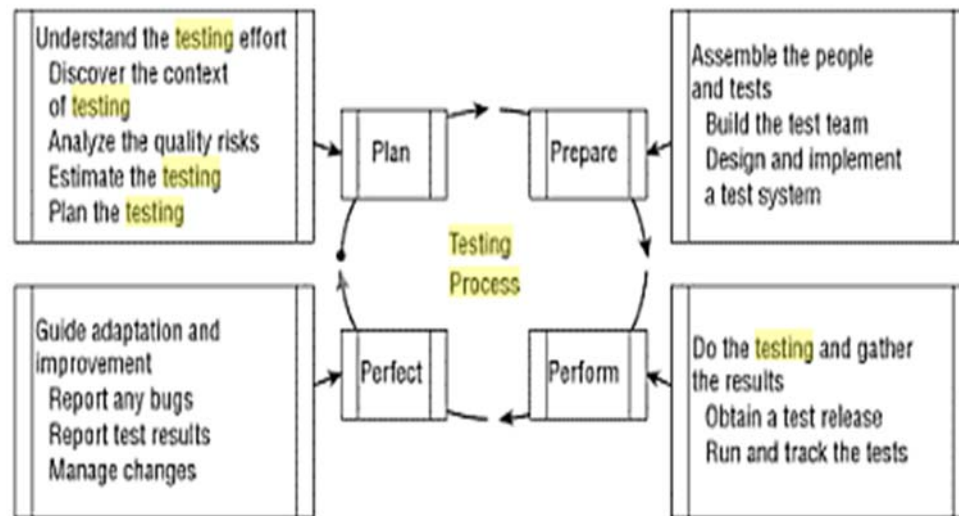 Understand the testing effort
Discover the context
of testing
Analyze the quality risks
Estimate the testing
Plan the testing
Plan
Prepare
Assemble the people
and tests
Build the test team
Design and implement
a test system
Testing
Process
Guide adaptation and
improvement
Report any bugs
Report test results
Manage changes
Perfect
Perform
Do the testing and gather
the results
Obtain a test release
Run and track the tests